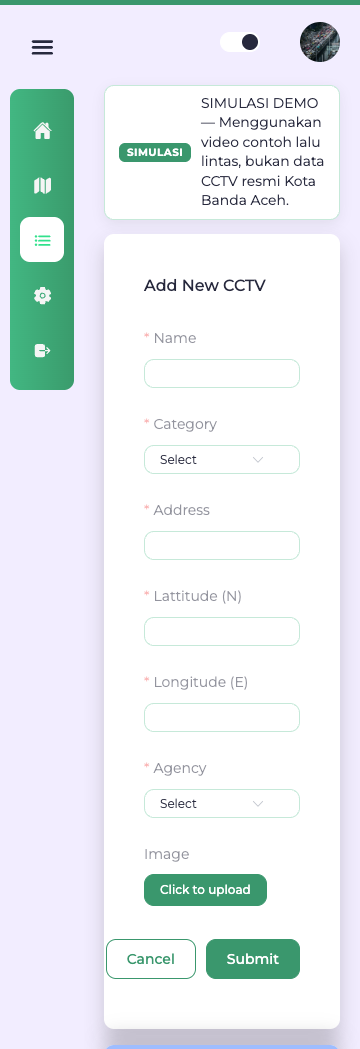 SIMULASI
SIMULASI DEMO
— Menggunakan
video contoh lalu
lintas, bukan data
CCTV resmi Kota
Banda Aceh.
Add New CCTV
* Name
* Category
Select
* Address
* Lattitude (N)
* Longitude (E)
* Agency
Select
Image
Click to upload
Cancel
Submit